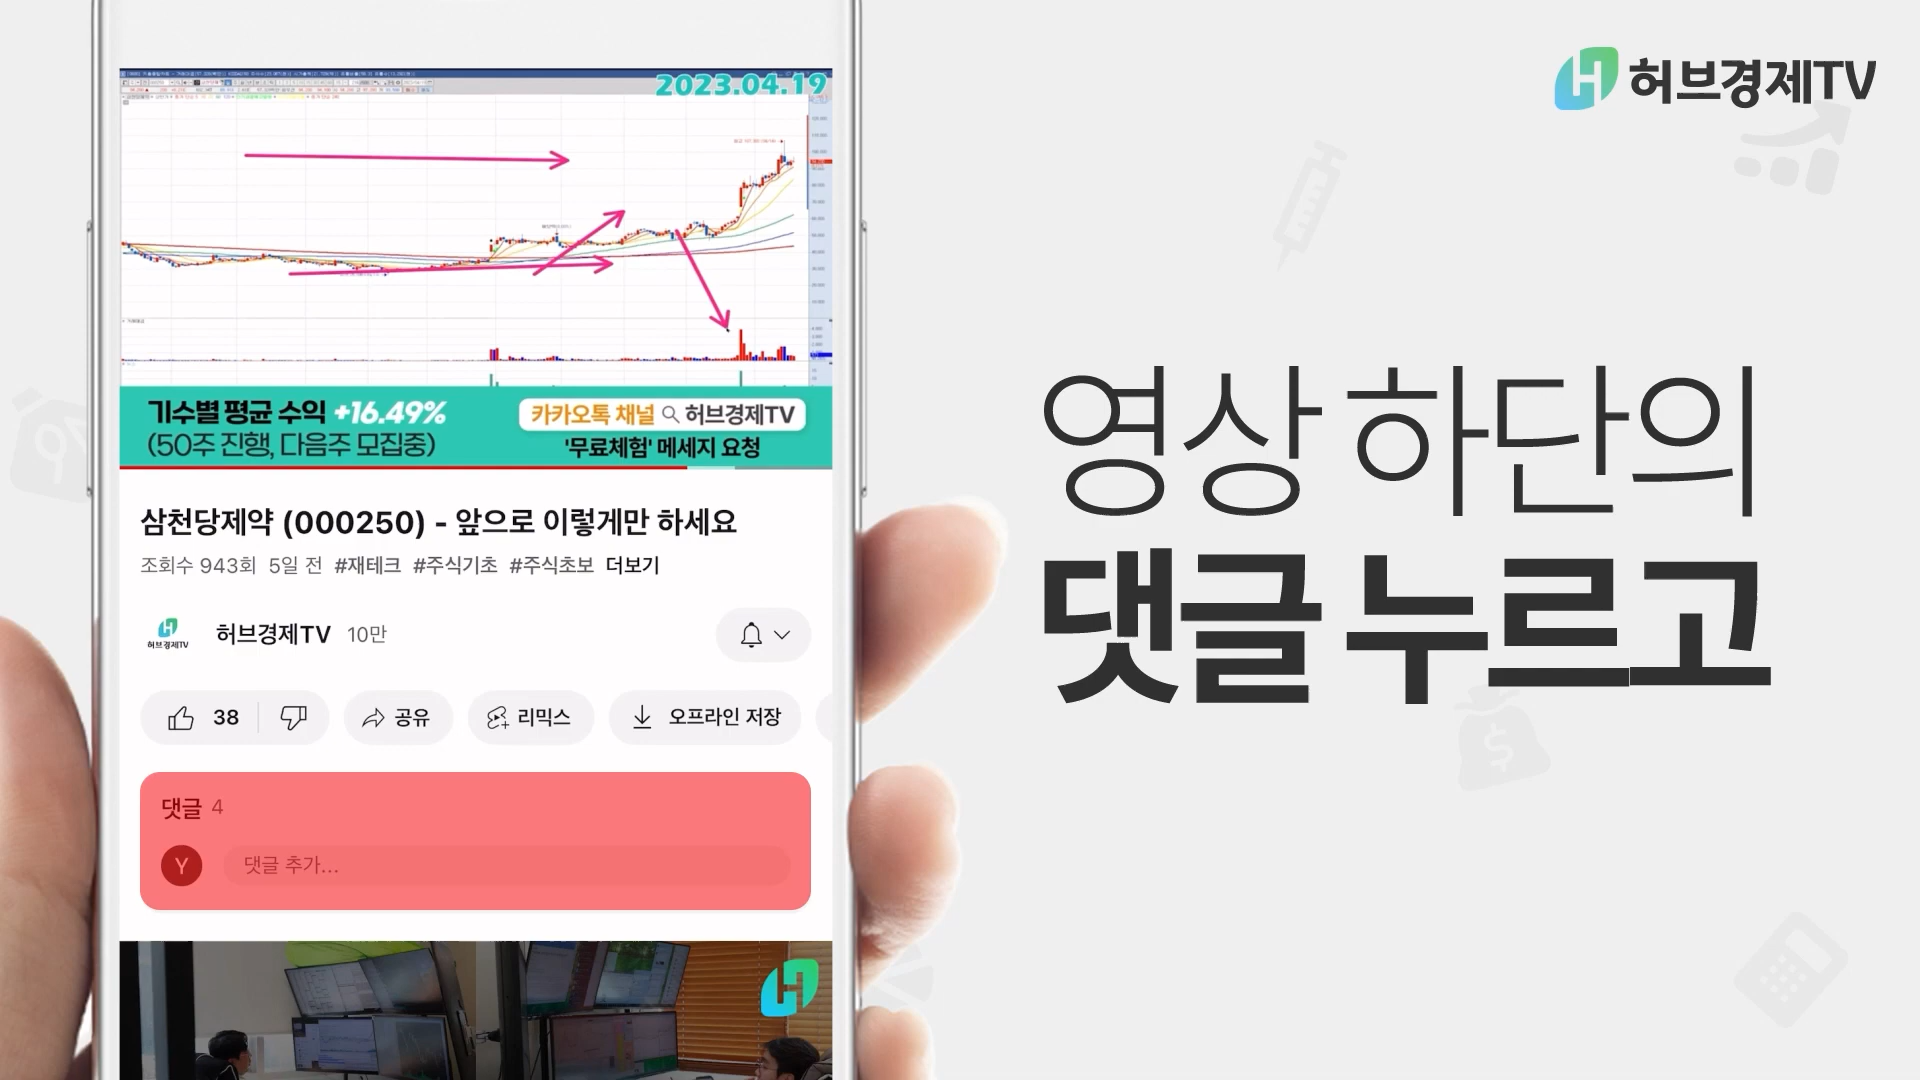 허브경제TV
영상 하단의
댓글 누르고
2023.04.19
기수별 평균 수익 +16.49%
(50주 진행, 다음주 모집중)
카카오톡 채널 허브경제TV
'무료체험' 메세지 요청
삼천당제약 (000250) - 앞으로 이렇게만 하세요
조회수 943회 5일 전 #재테크 #주식기초 #주식초보 더보기
허브경제TV
허브경제TV 10만
38
공유
리믹스
오프라인 저장
댓글 4
Y
댓글 추가...